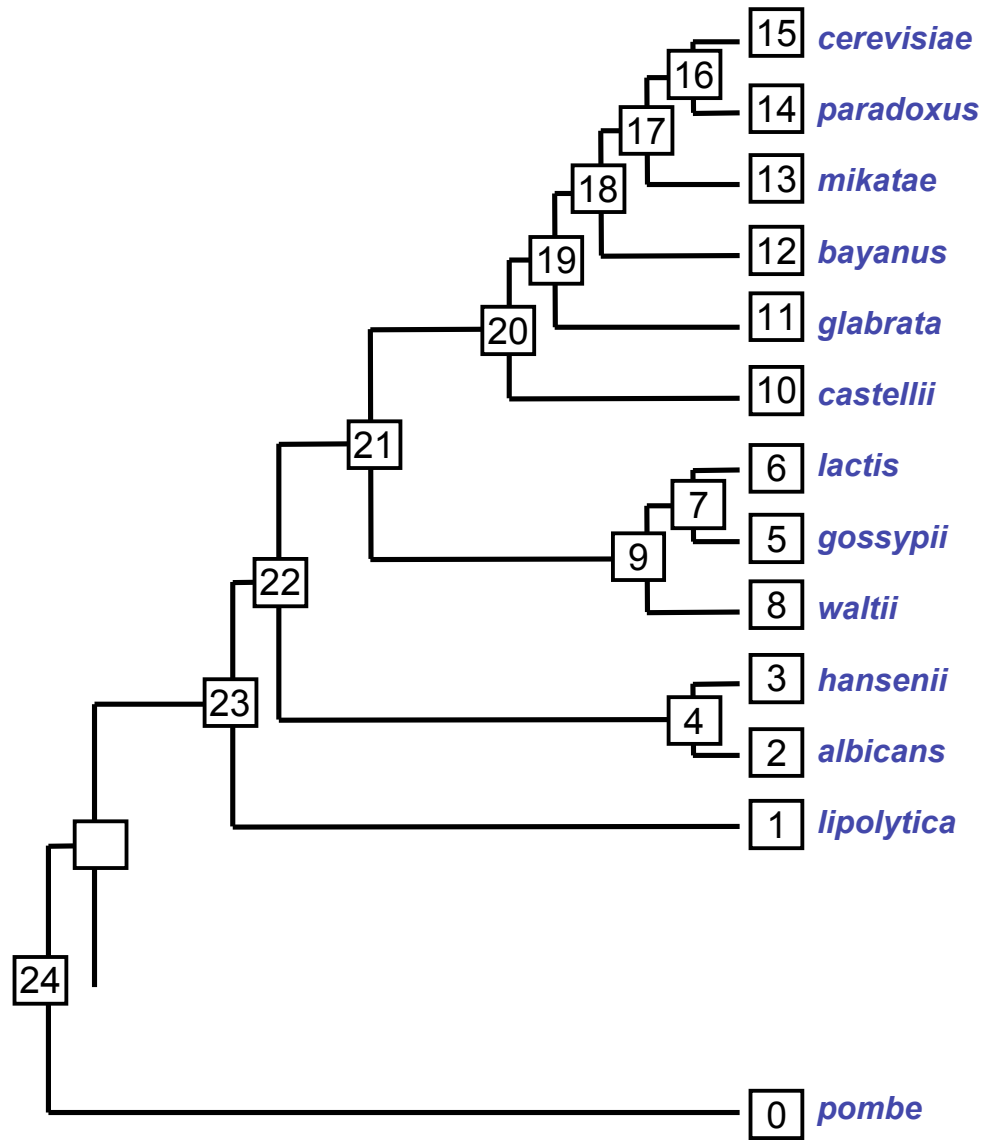 15 cerevisiae
16
14 paradoxus
17
13 mikatae
18
12 bayanus
19
11 glabrata
20
10 castellii
21
6 lactis
7
5 gossypii
9
22
8 waltii
3 hansenii
23
4
2 albicans
1 lipolytica
24
0 pombe